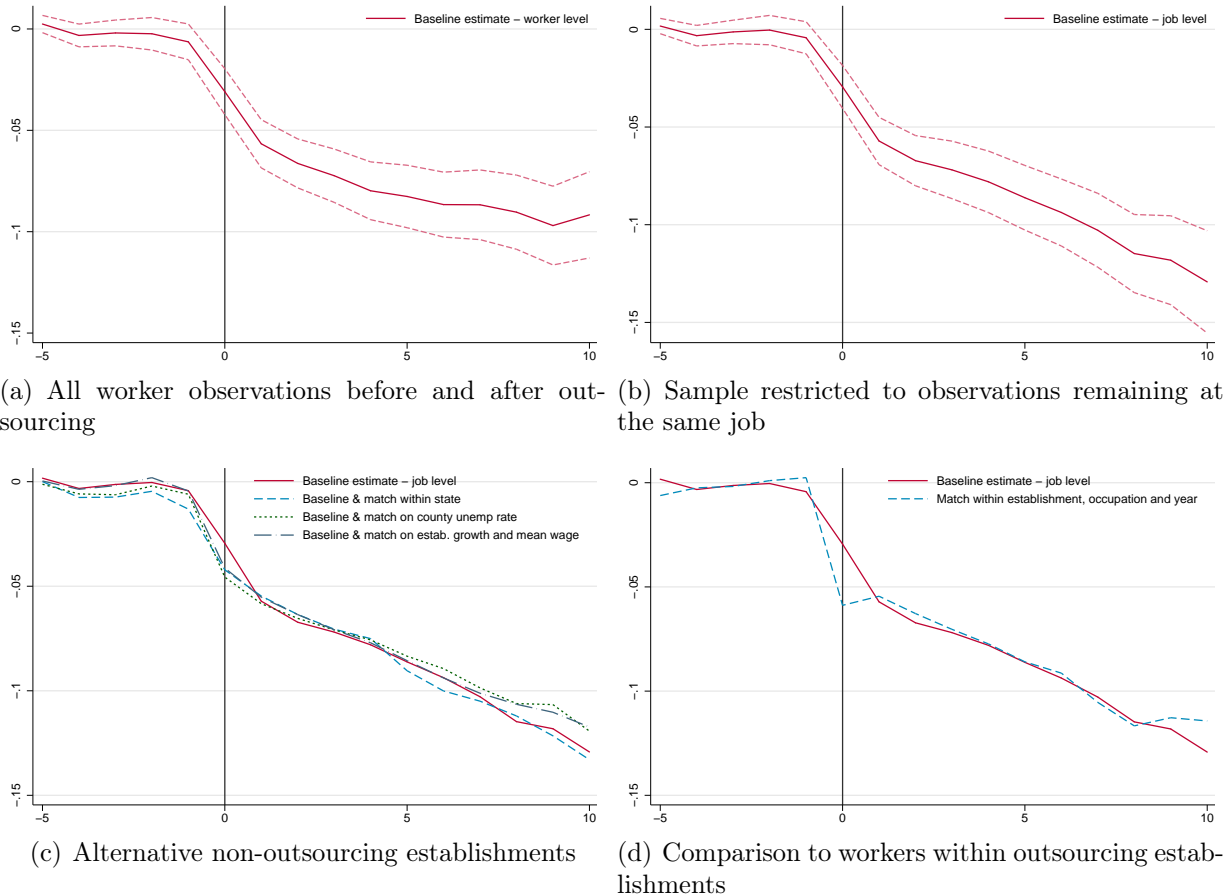 Baseline estimate – worker level
0
−.05
−.1
−.15
−5
0
5
10
(a) All worker observations before and after out-
sourcing
Baseline estimate – job level
0
−.05
−.1
−.15
−5
0
5
10
(b) Sample restricted to observations remaining at
the same job
Baseline estimate – job level
Baseline & match within state
Baseline & match on county unemp rate
Baseline & match on estab. growth and mean wage
0
−.05
−.1
−.15
−5
0
5
10
(c) Alternative non-outsourcing establishments
Baseline estimate – job level
Match within establishment, occupation and year
0
−.05
−.1
−.15
−5
0
5
10
(d) Comparison to workers within outsourcing estab-
lishments